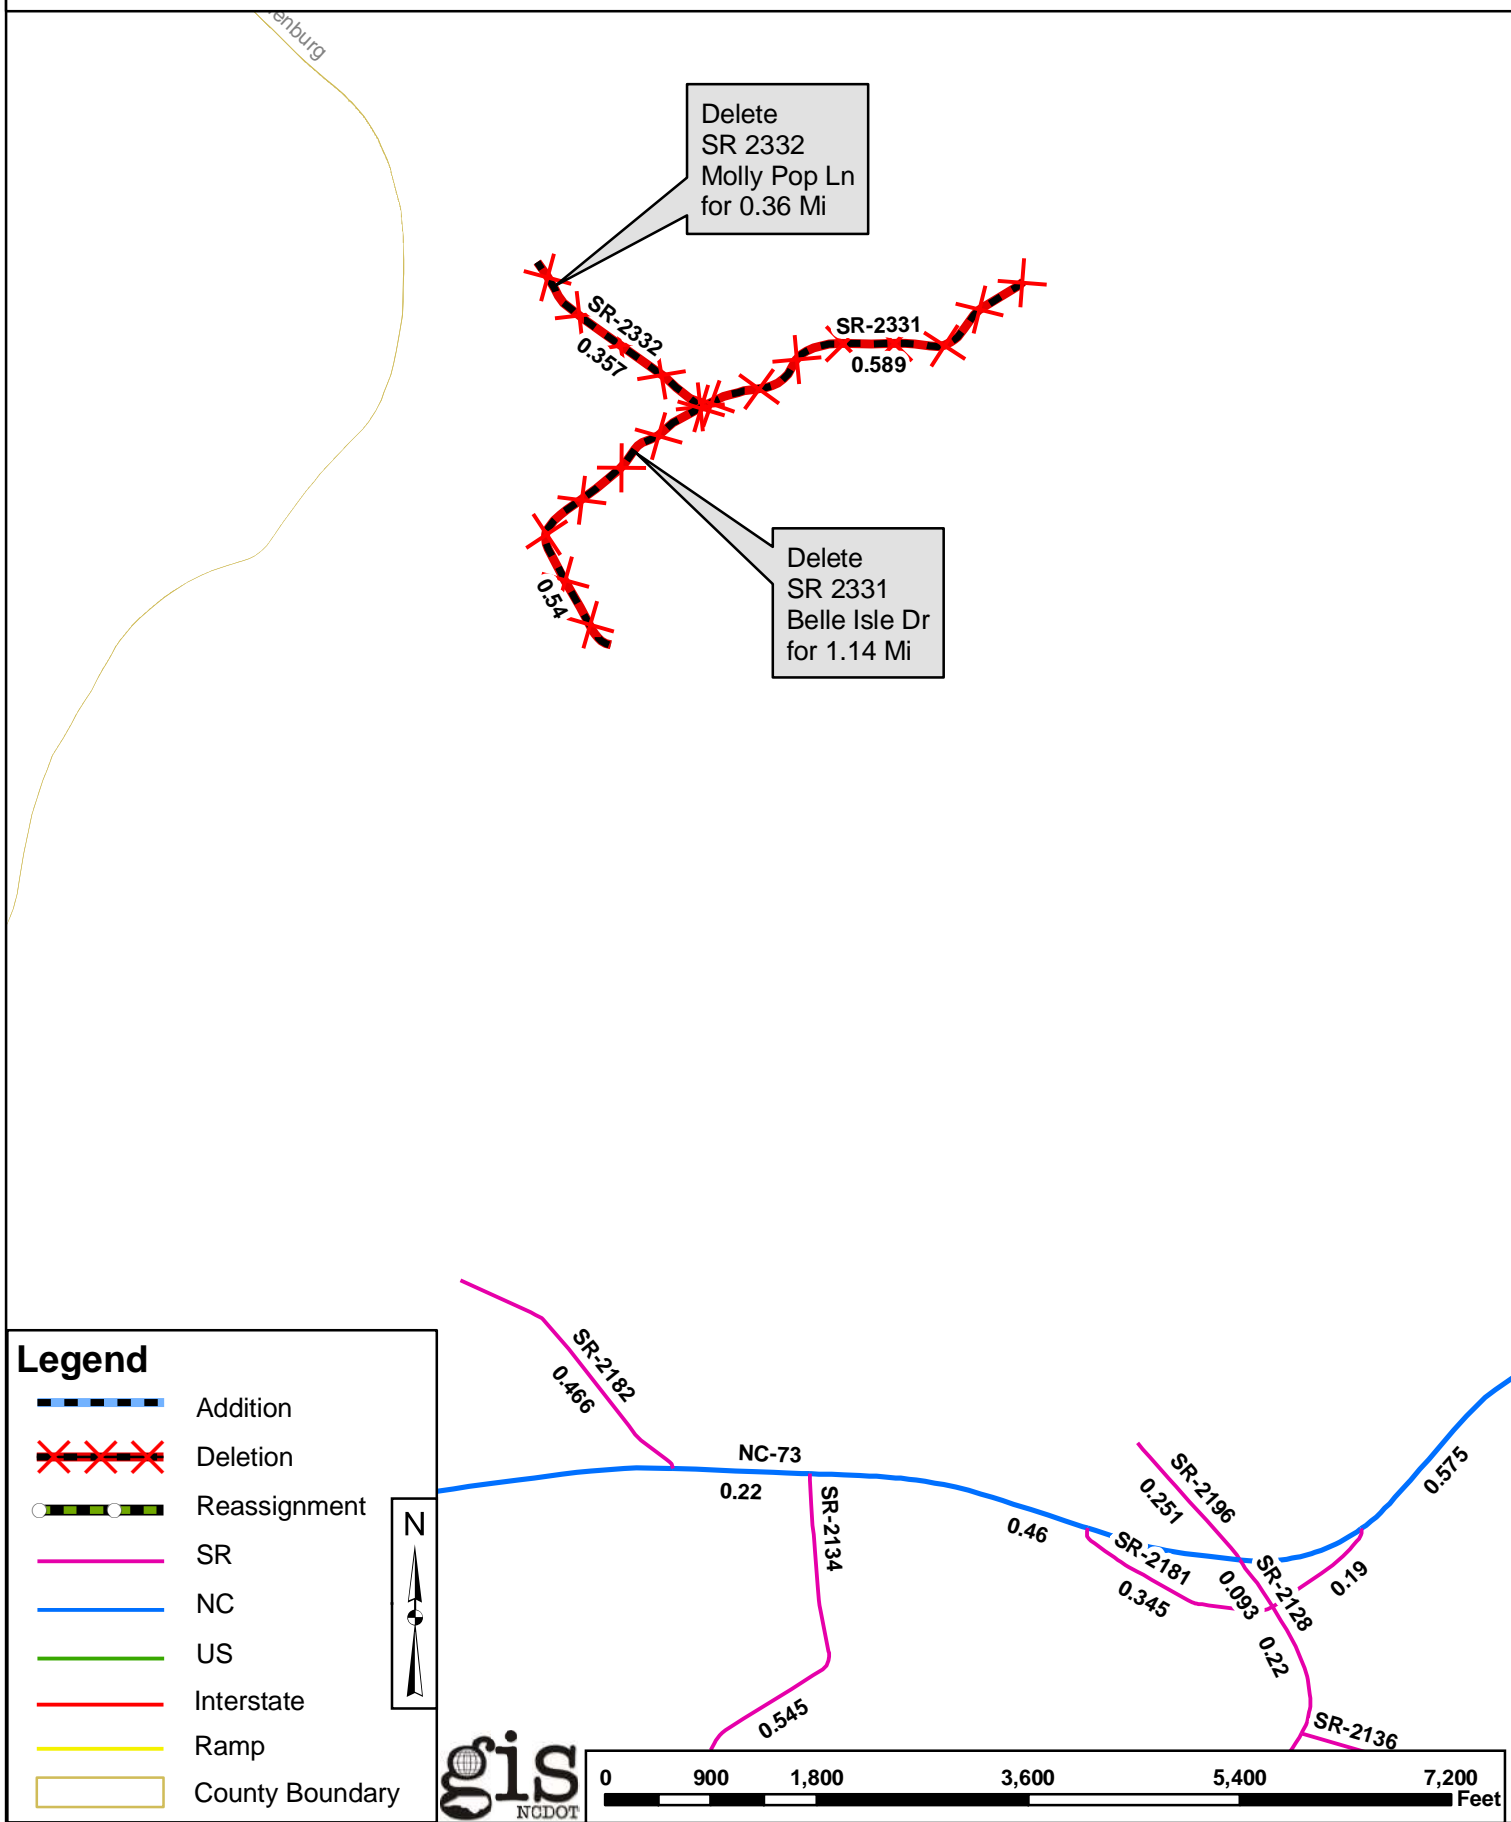 enburg
Delete
SR 2332
Molly Pop Ln
for 0.36 Mi
SR-2332
0.357
SR-2331
0.589
0.54
Delete
SR 2331
Belle Isle Dr
for 1.14 Mi
SR-2182
0.466
NC-73
0.22
SR-2134
0.545
0.46
SR-2181
0.345
SR-2196
0.251
0.093
SR-2128
0.22
0.19
0.575
SR-2136
Legend
Addition
Deletion
Reassignment
SR
NC
US
Interstate
Ramp
County Boundary
N
gis
NCDOT
0 900 1,800 3,600 5,400 7,200
Feet